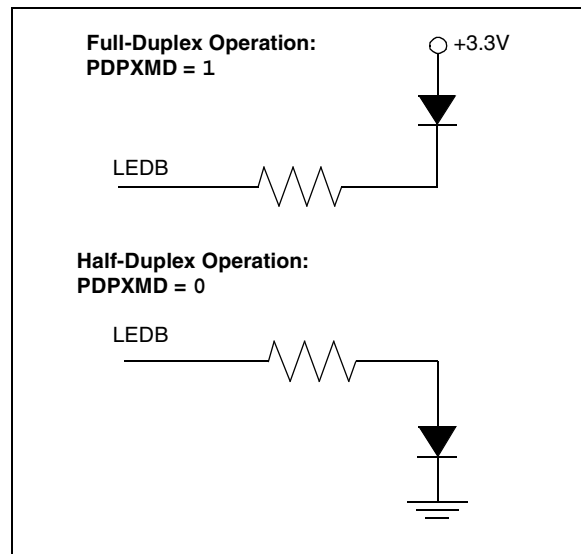 Full-Duplex Operation:
PDPXMD = 1
+3.3V
LEDB
Half-Duplex Operation:
PDPXMD = 0
LEDB